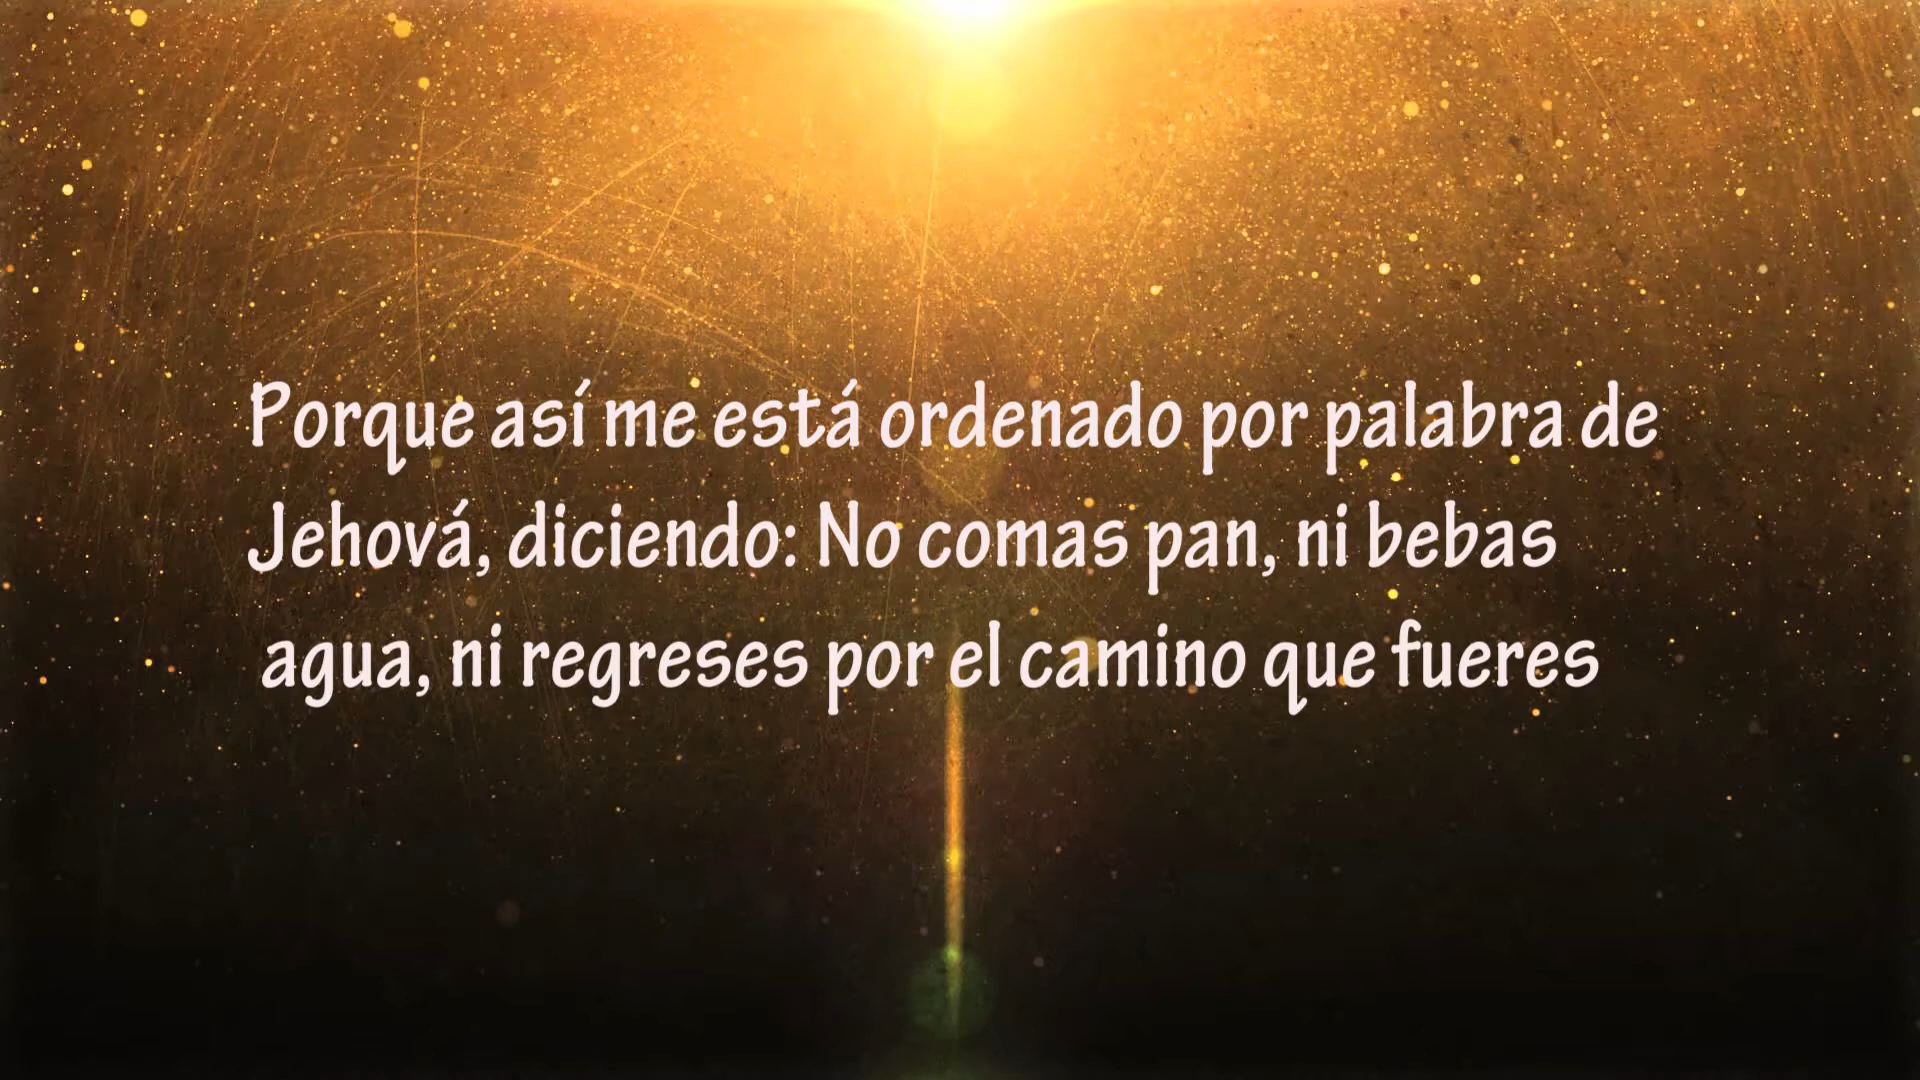 Porque así me está ordenado por palabra de
Jehová, diciendo: No comas pan, ni bebas
agua, ni regreses por el camino que fueres